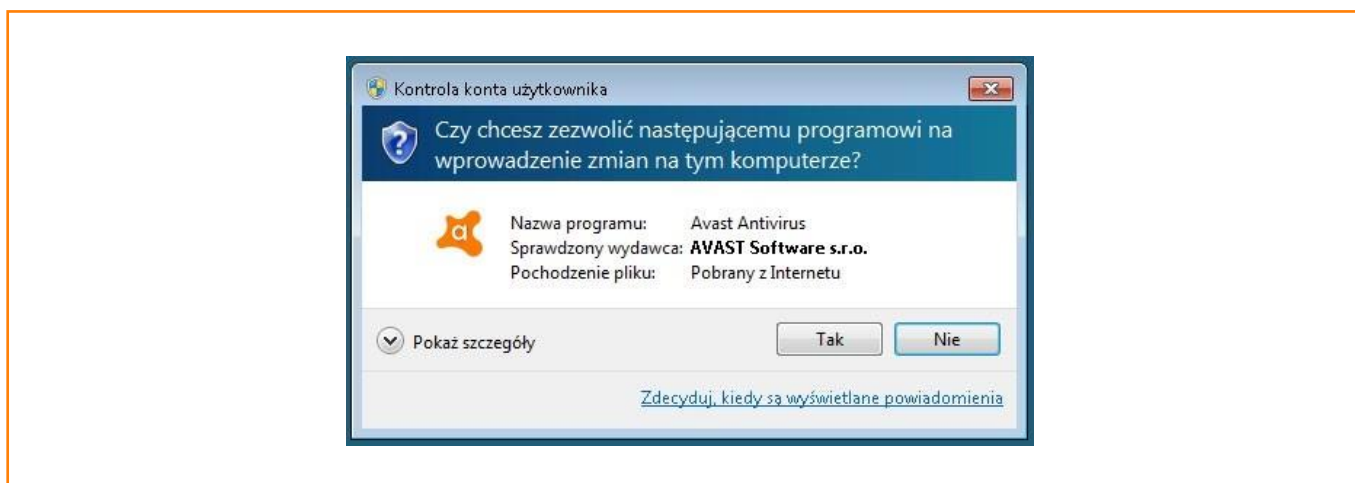 Kontrola konta użytkownika
Czy chcesz zezwolić następującemu programowi na
wprowadzenie zmian na tym komputerze?
Nazwa programu: Avast Antivirus
Sprawdzony wydawca: AVAST Software s.r.o.
Pochodzenie pliku: Pobrany z Internetu
Pokaż szczegóły Tak Nie
Zdecyduj, kiedy są wyświetlane powiadomienia